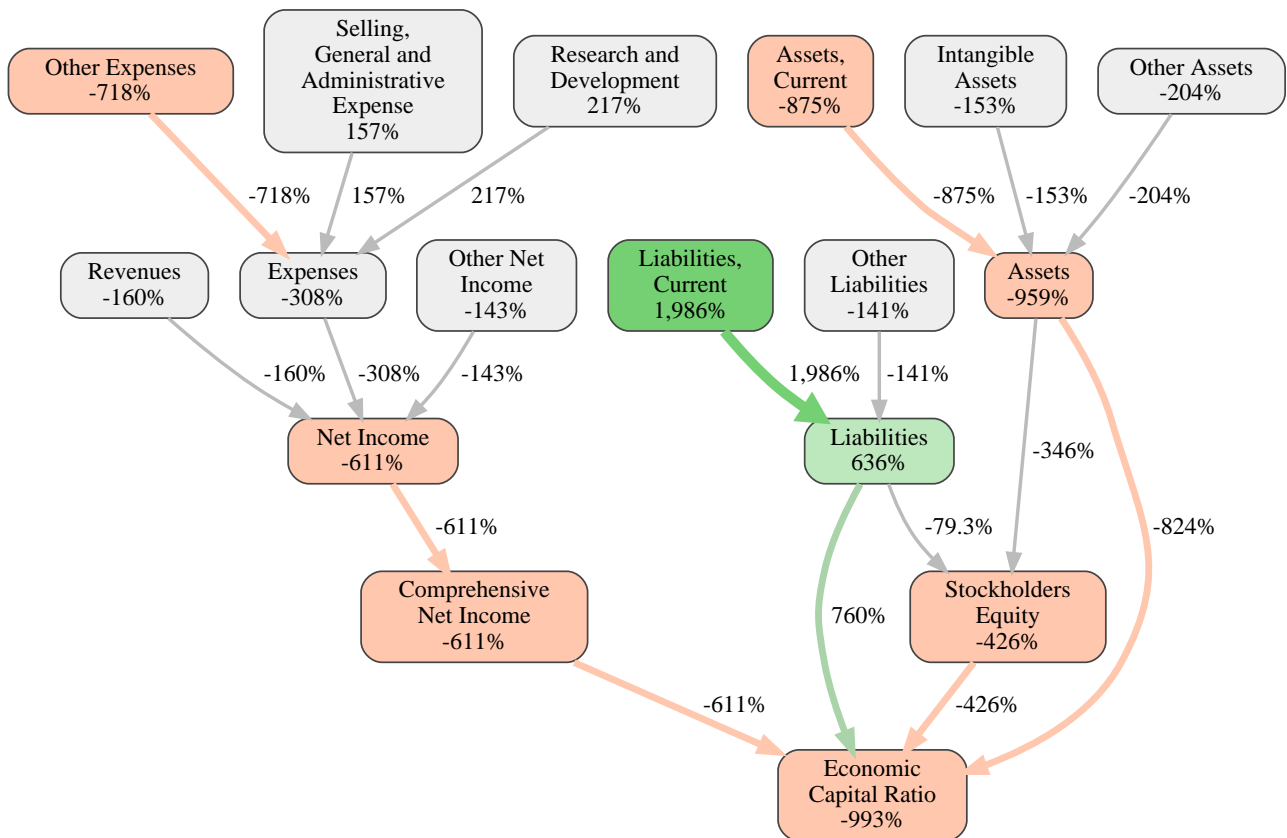 Other Expenses
-718%
Selling,
General and
Administrative
Expense
157%
Research and
Development
217%
Assets,
Current
-875%
Intangible
Assets
-153%
Other Assets
-204%
-718%
157%
217%
-875%
-153%
-204%
Revenues
-160%
Expenses
-308%
Other Net
Income
-143%
Liabilities,
Current
1,986%
Other
Liabilities
-141%
Assets
-959%
-160%
-308%
-143%
1,986%
-141%
Net Income
-611%
Liabilities
636%
-346%
-611%
-79.3%
-824%
Comprehensive
Net Income
-611%
760%
Stockholders
Equity
-426%
-611%
-426%
Economic
Capital Ratio
-993%